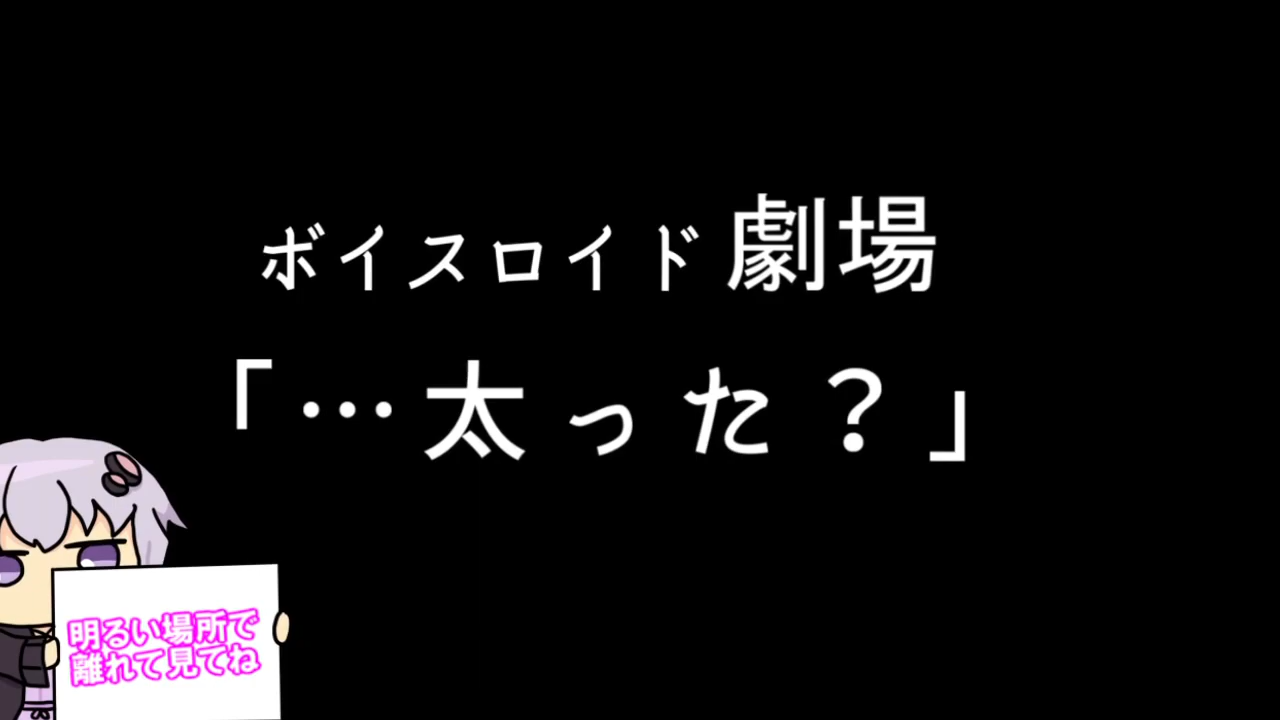 ボイスロイド劇場
「…太った？」
明るい場所で
離れて見てね